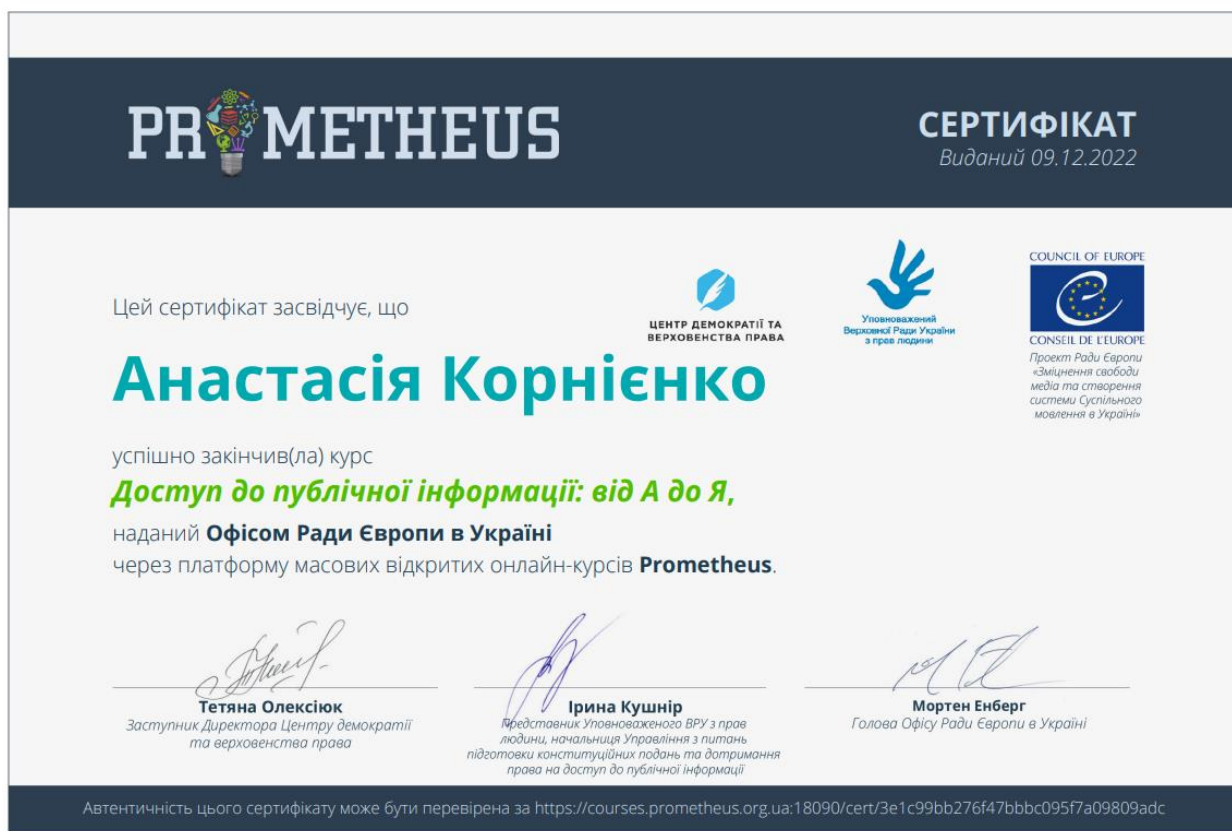 PROMETHEUS
СЕРТИФІКАТ
Виданий 09.12.2022
Цей сертифікат засвідчує, що
ЦЕНТР ДЕМОКРАТІЇ ТА
ВЕРХОВЕНСТВА ПРАВА
Уповноважений
Верховної Ради України
з прав людини
COUNCIL OF EUROPE
CONSEIL DE L'EUROPE
Проект Ради Європи
«Зміцнення свободи
медіа та створення
системи Суспільного
мовлення в Україні»
Анастасія Корнієнко
успішно закінчив(ла) курс
Доступ до публічної інформації: від А до Я,
наданий Офісом Ради Європи в Україні
через платформу масових відкритих онлайн-курсів Prometheus.
Тетяна Олексіюк
Заступник Директора Центру демократії
та верховенства права
Ірина Кушнір
Представник Уповноваженого ВРУ з прав
людини, начальниця Управління з питань
підготовки конституційних подань та дотримання
права на доступ до публічної інформації
Мортен Енберг
Голова Офісу Ради Європи в Україні
Автентичність цього сертифікату може бути перевірена за https://courses.prometheus.org.ua:18090/cert/3e1c99bb276f47bbbc095f7a09809adc